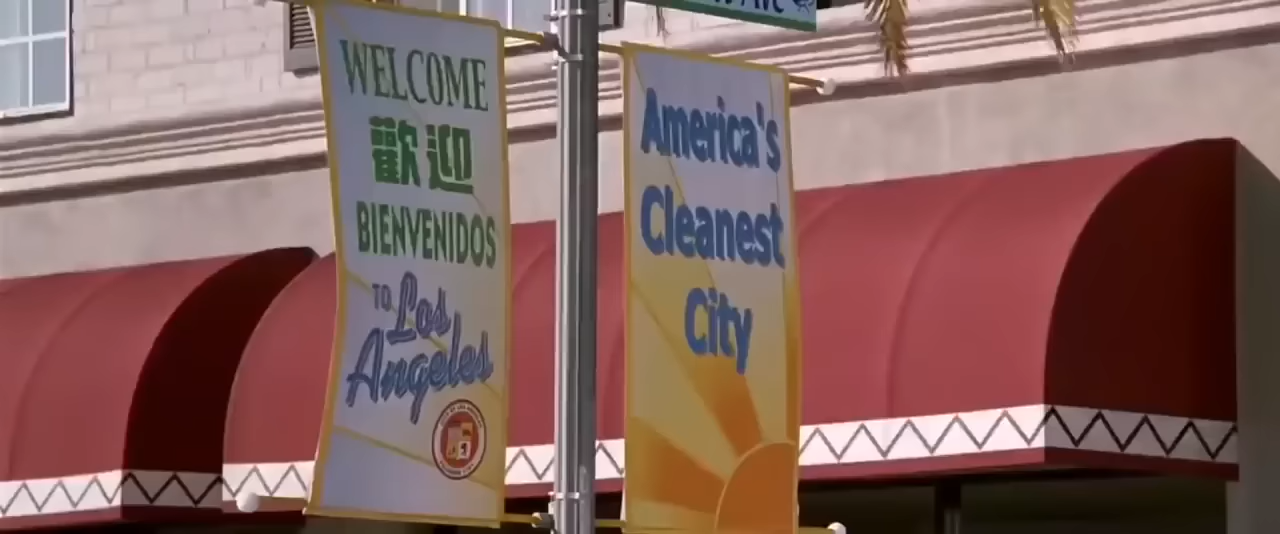 WELCOME
歡迎
BIENVENIDOS
TO Los
Angeles
America's
Cleanest
City